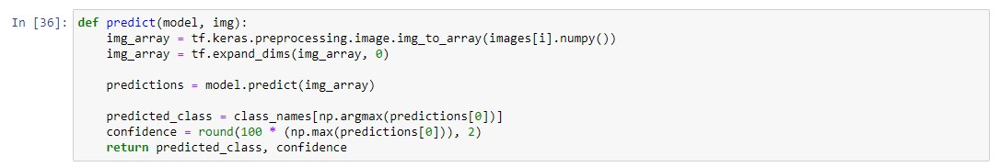 In [36]: def predict(model, img):
    img_array = tf.keras.preprocessing.image.img_to_array(images[i].numpy())
    img_array = tf.expand_dims(img_array, 0)

    predictions = model.predict(img_array)

    predicted_class = class_names[np.argmax(predictions[0])]
    confidence = round(100 * (np.max(predictions[0])), 2)
    return predicted_class, confidence